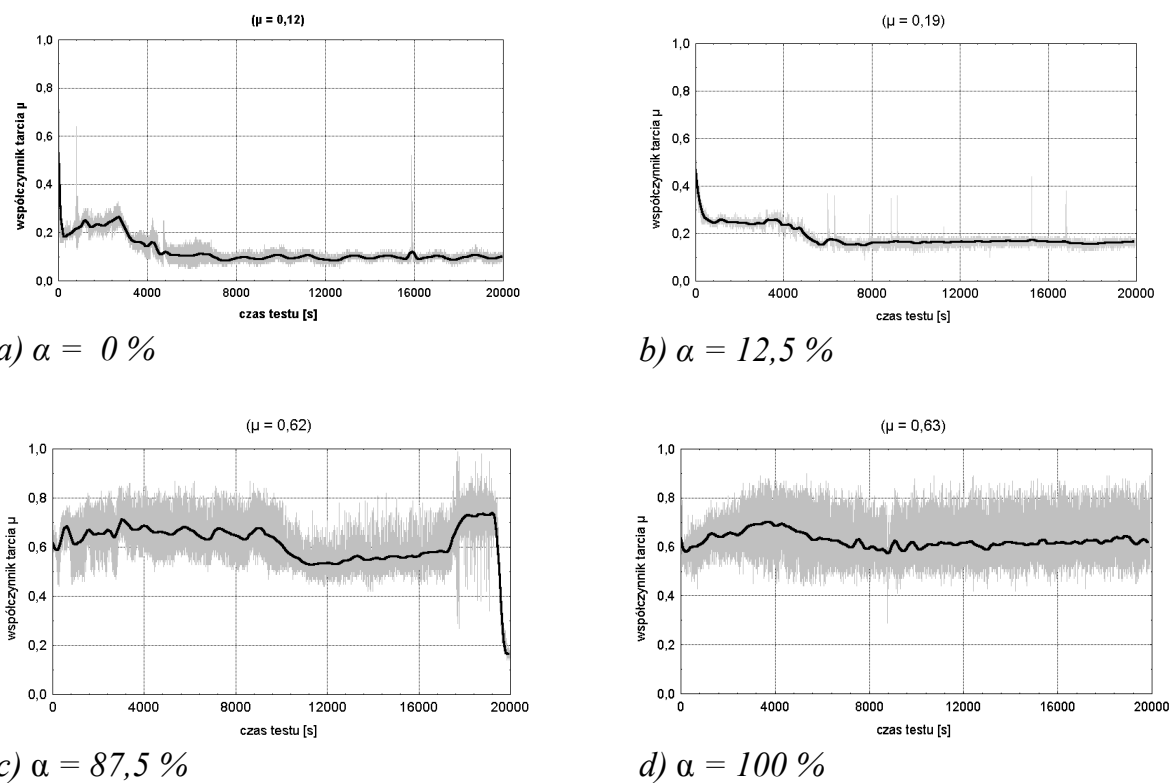 (µ = 0,12)
1,0
0,8
0,6
0,4
0,2
0,0
współczynnik tarcia µ
0 4000 8000 12000 16000 20000
czas testu [s]
a) α = 0 %
(µ = 0,19)
1,0
0,8
0,6
0,4
0,2
0,0
współczynnik tarcia µ
0 4000 8000 12000 16000 20000
czas testu [s]
b) α = 12,5 %
(µ = 0,62)
1,0
0,8
0,6
0,4
0,2
0,0
współczynnik tarcia µ
0 4000 8000 12000 16000 20000
czas testu [s]
c) α = 87,5 %
(µ = 0,63)
1,0
0,8
0,6
0,4
0,2
0,0
współczynnik tarcia µ
0 4000 8000 12000 16000 20000
czas testu [s]
d) α = 100 %